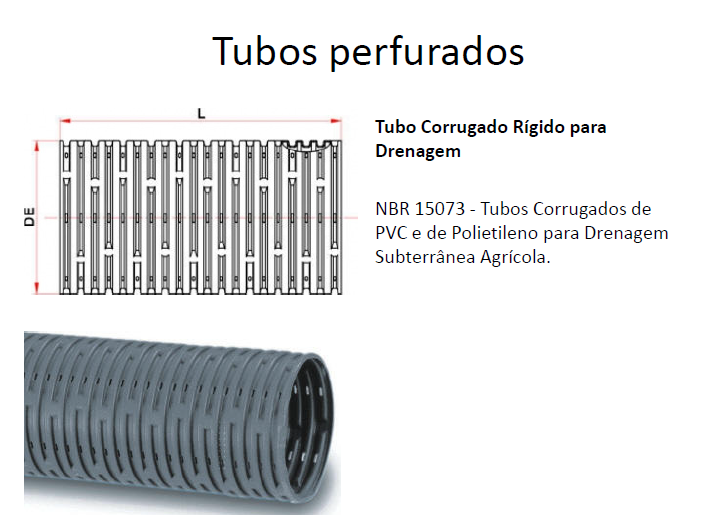 Tubos perfurados
L
DE
Tubo Corrugado Rígido para
Drenagem
NBR 15073 - Tubos Corrugados de
PVC e de Polietileno para Drenagem
Subterrânea Agrícola.